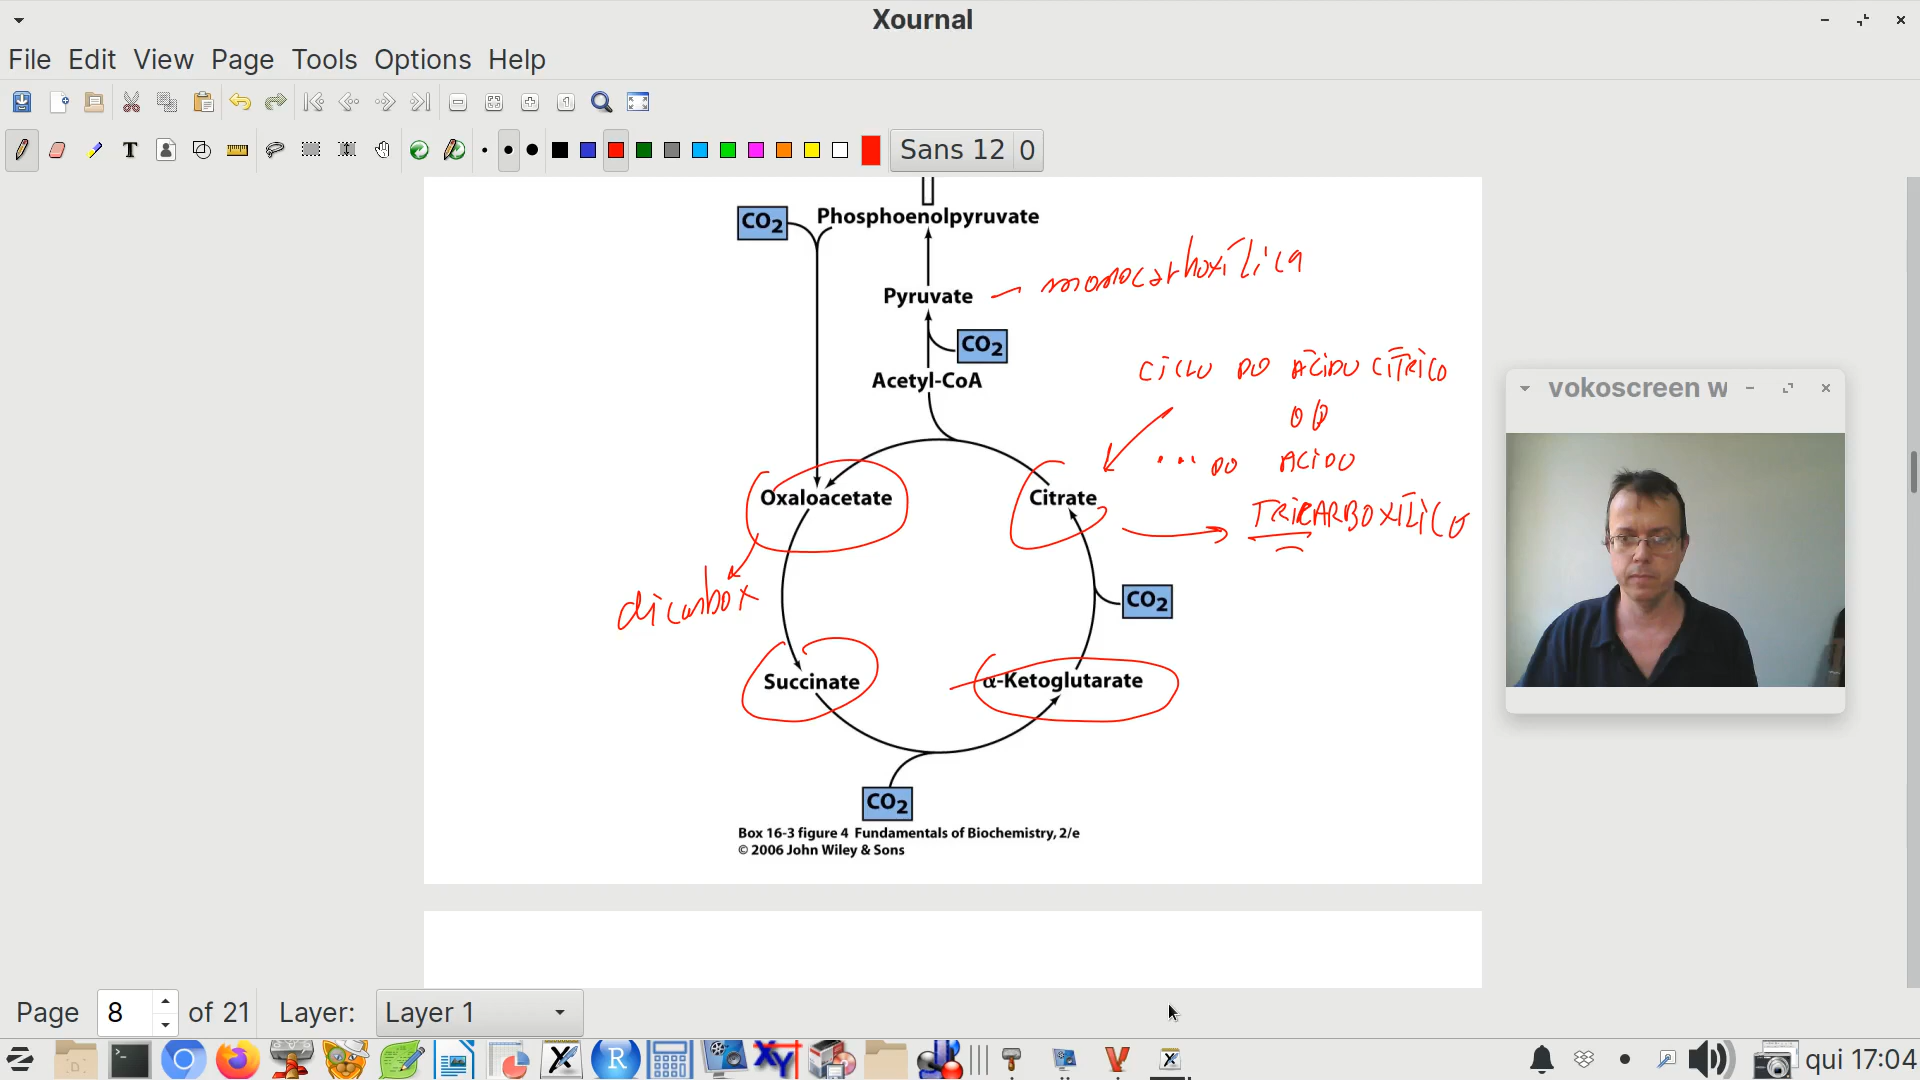 Xournal
File Edit View Page Tools Options Help
Sans 12 0
CO2 Phosphoenolpyruvate
Pyruvate — monocarboxílica
CO2
Acetyl-CoA
CICLO DO ÁCIDO CÍTRICO
OU
... DO ACIDO
TRICARBOXÍLICO
Oxaloacetate
Citrate
dicarbox
CO2
Succinate
α-Ketoglutarate
CO2
Box 16-3 figure 4 Fundamentals of Biochemistry, 2/e
© 2006 John Wiley & Sons
vokoscreen w
Page 8 of 21 Layer: Layer 1
qui 17:04